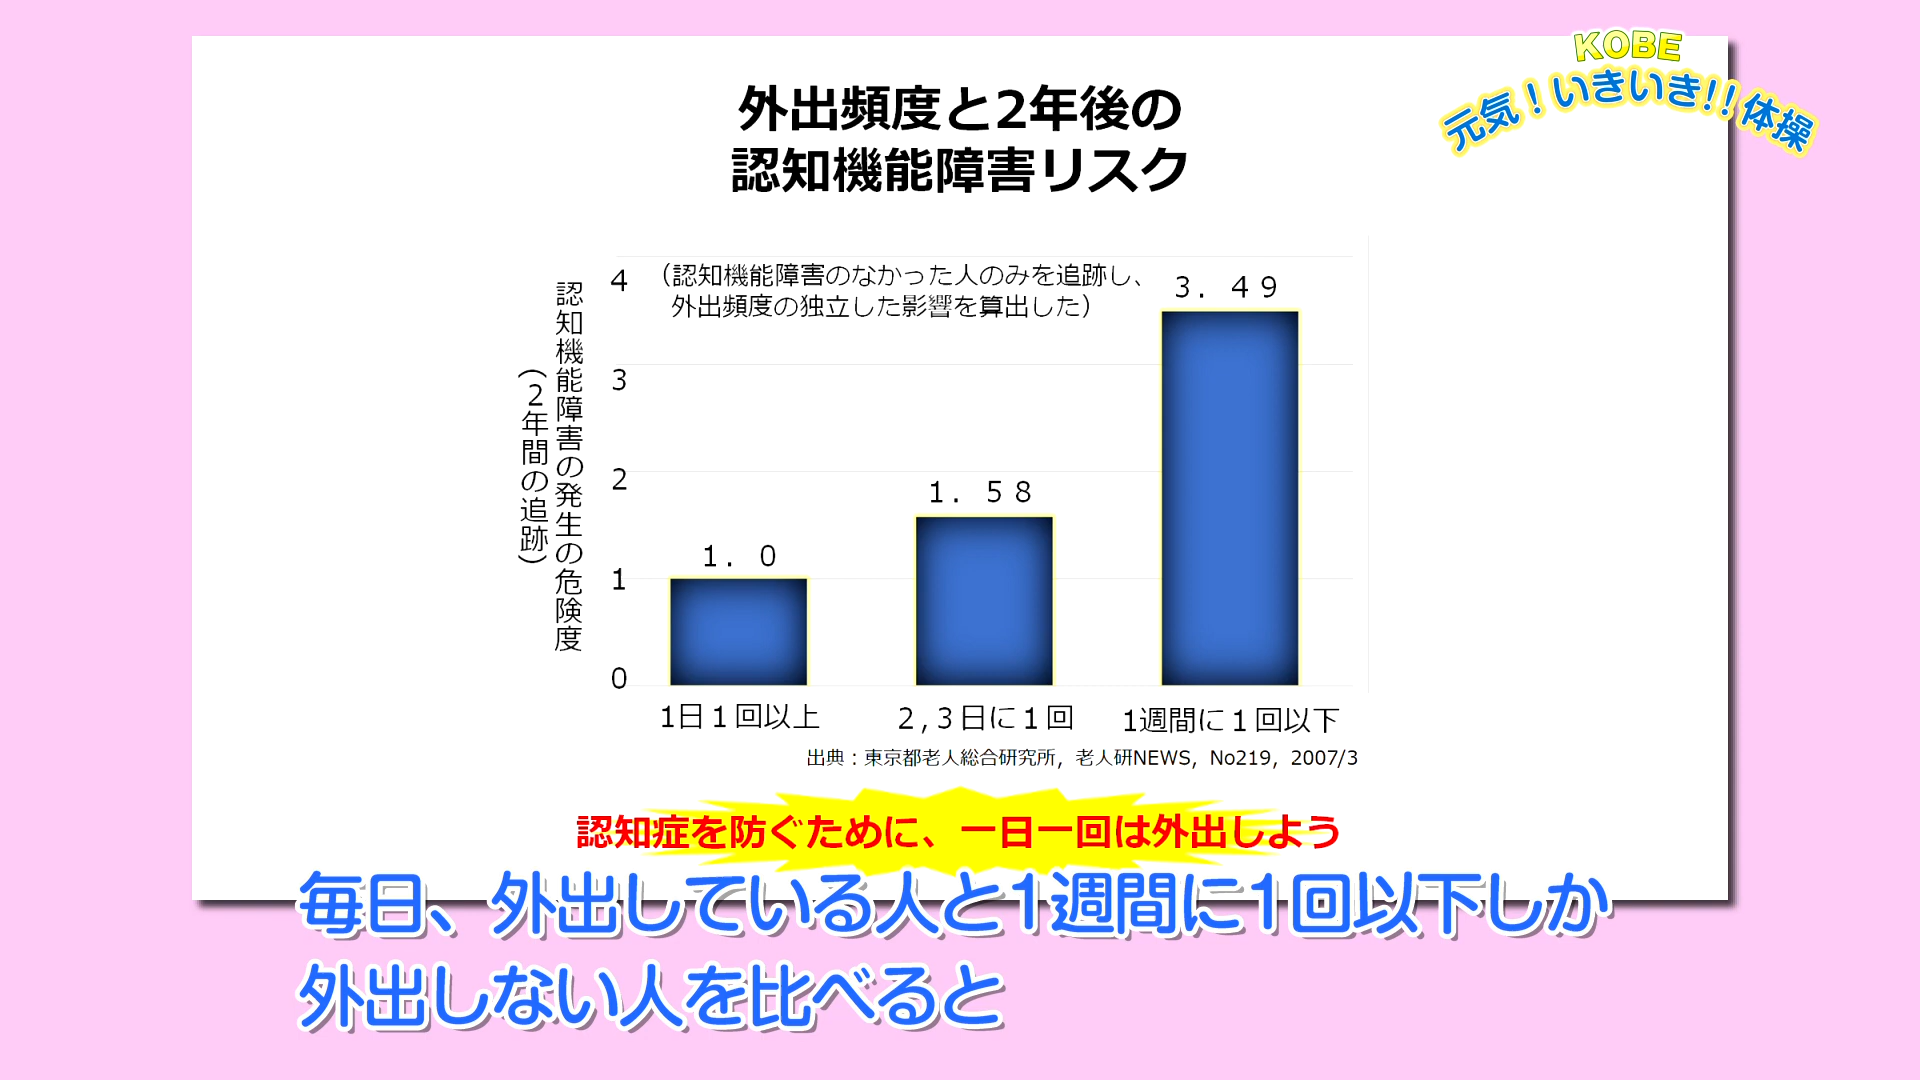 KOBE
元気！いきいき!!体操
外出頻度と2年後の
認知機能障害リスク
（認知機能障害のなかった人のみを追跡し、
外出頻度の独立した影響を算出した）
認知機能障害の発生の危険度
（２年間の追跡）
4
3
2
1
0
１．０
１．５８
３．４９
1日１回以上
２,３日に１回
1週間に１回以下
出典：東京都老人総合研究所，老人研NEWS，No219，2007/3
認知症を防ぐために、一日一回は外出しよう
毎日、外出している人と1週間に1回以下しか
外出しない人を比べると